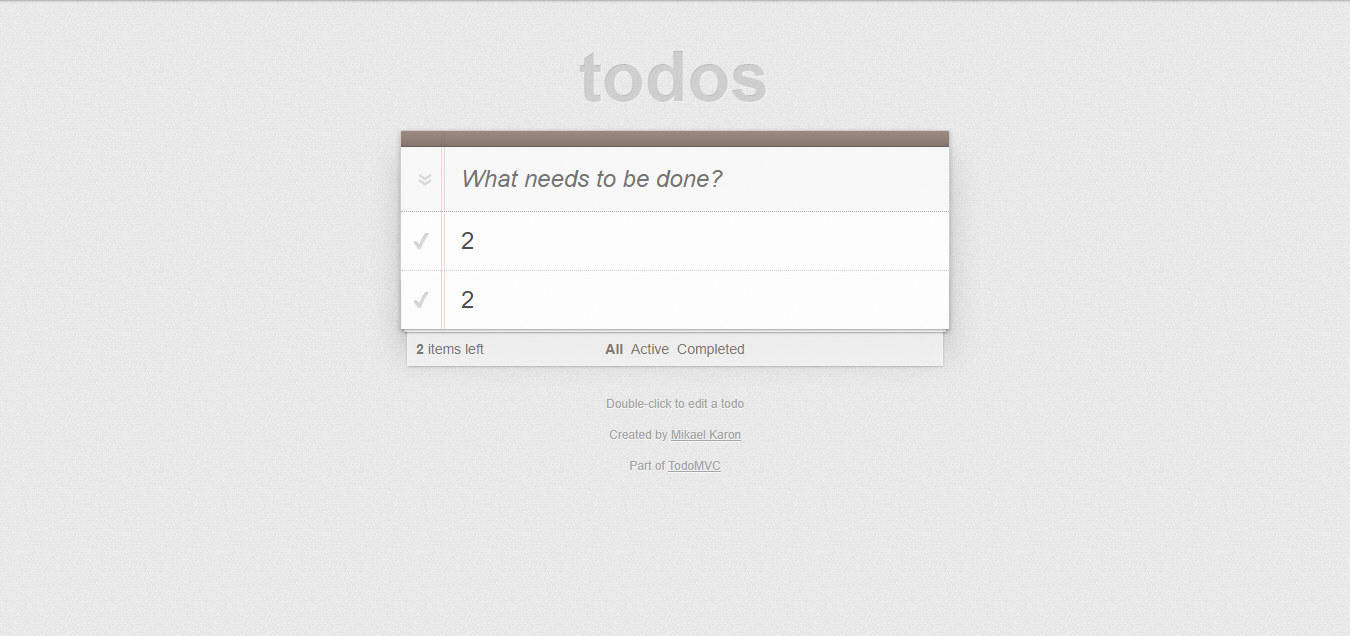 todos
What needs to be done?
2
2
2 items left All Active Completed
Double-click to edit a todo
Created by Mikael Karon
Part of TodoMVC